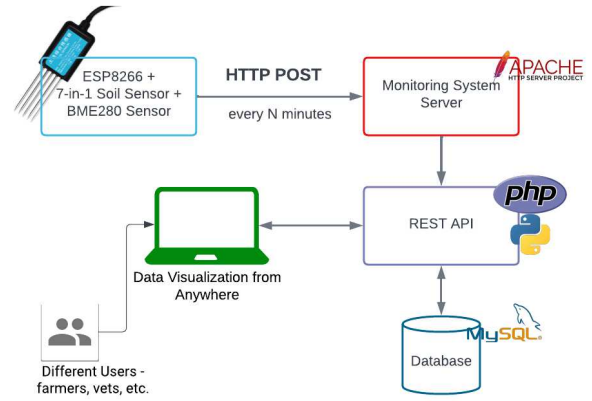 ESP8266 +
7-in-1 Soil Sensor +
BME280 Sensor
HTTP POST
every N minutes
Monitoring System
Server
APACHE
HTTP SERVER PROJECT
REST API
php
Data Visualization from
Anywhere
Different Users -
farmers, vets, etc.
MySQL®
Database